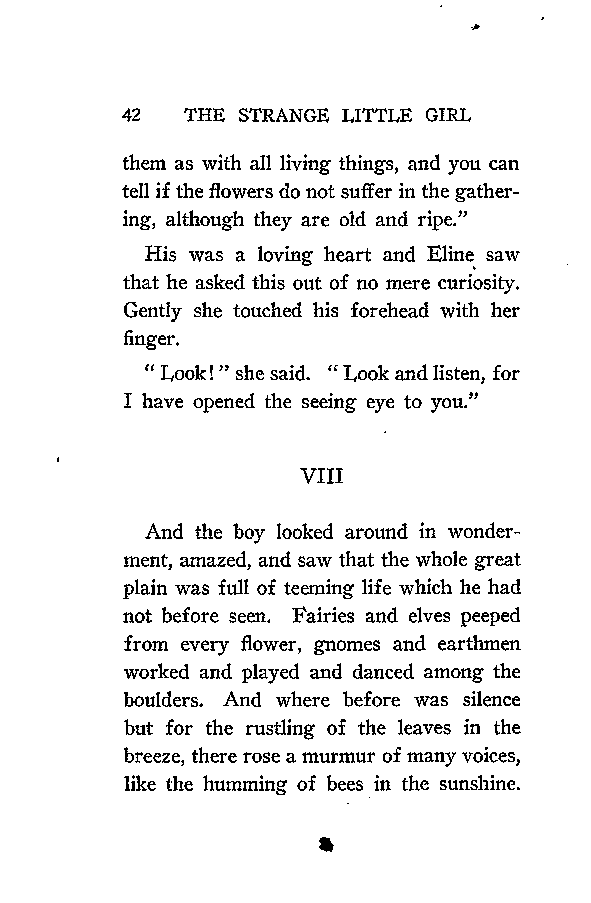 42 THE STRANGE LITTLE GIRL
them as with all living things, and you can
tell if the flowers do not suffer in the gather-
ing, although they are old and ripe."
His was a loving heart and Eline saw
that he asked this out of no mere curiosity.
Gently she touched his forehead with her
finger.
"Look!" she said. "Look and listen, for
I have opened the seeing eye to you."
VIII
And the boy looked around in wonder-
ment, amazed, and saw that the whole great
plain was full of teeming life which he had
not before seen. Fairies and elves peeped
from every flower, gnomes and earthmen
worked and played and danced among the
boulders. And where before was silence
but for the rustling of the leaves in the
breeze, there rose a murmur of many voices,
like the humming of bees in the sunshine.